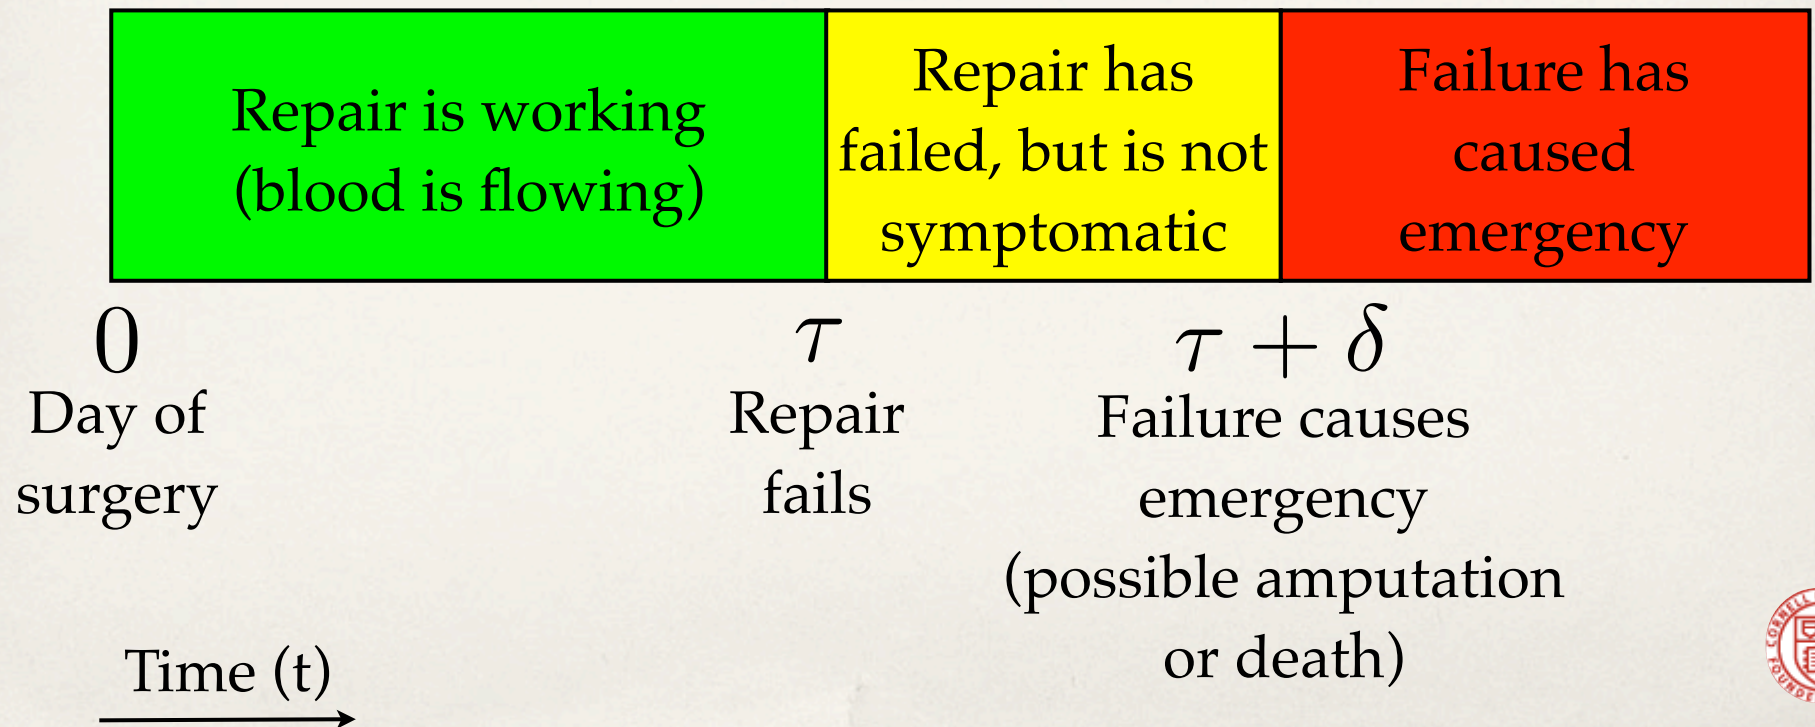 Repair is working
(blood is flowing)
Repair has
failed, but is not
symptomatic
Failure has
caused
emergency
0
Day of
surgery
τ
Repair
fails
τ + δ
Failure causes
emergency
(possible amputation
or death)
Time (t)